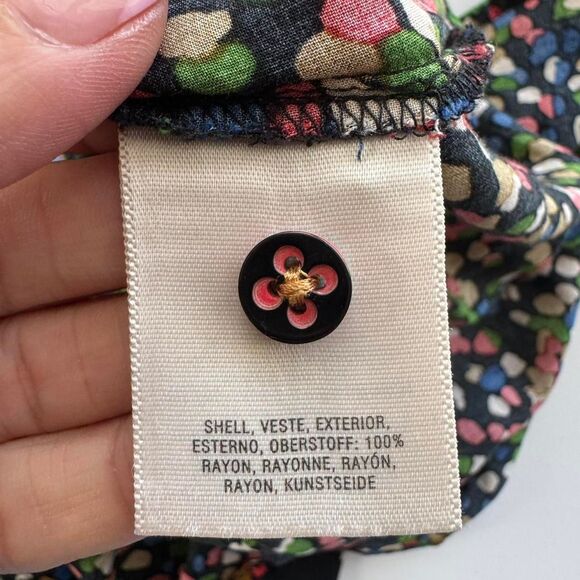 SHELL, VESTE, EXTERIOR,
ESTERNO, OBERSTOFF: 100%
RAYON, RAYONNE, RAYÓN,
RAYON, KUNSTSEIDE